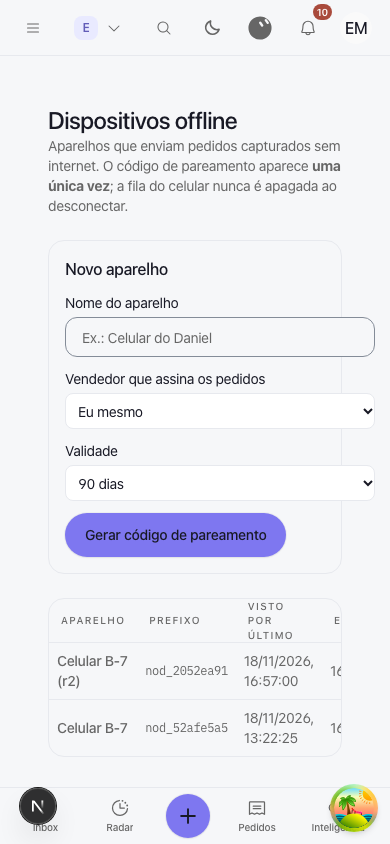 E
10
EM
Dispositivos offline
Aparelhos que enviam pedidos capturados sem
internet. O código de pareamento aparece uma
única vez; a fila do celular nunca é apagada ao
desconectar.
Novo aparelho
Nome do aparelho
Ex.: Celular do Daniel
Vendedor que assina os pedidos
Eu mesmo
Validade
90 dias
Gerar código de pareamento
APARELHO PREFIXO VISTO POR ÚLTIMO E
Celular B-7 (r2) nod_2052ea91 18/11/2026, 16:57:00 16
Celular B-7 nod_52afe5a5 18/11/2026, 13:22:25 16
N
Inbox Radar Pedidos